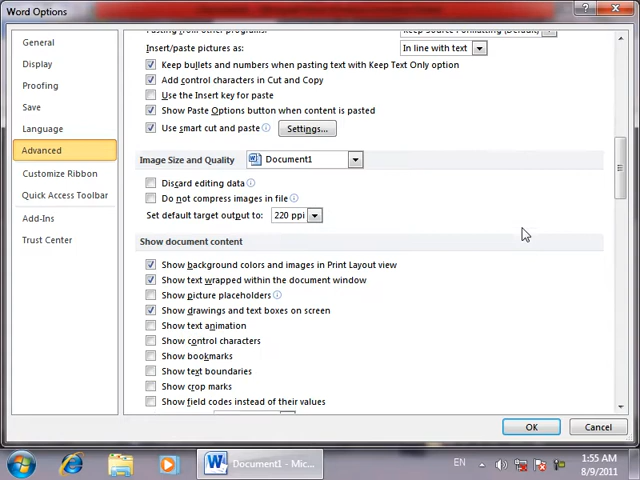 Word Options
General
Display
Proofing
Save
Language
Advanced
Customize Ribbon
Quick Access Toolbar
Add-Ins
Trust Center
Insert/paste pictures as: In line with text
Keep bullets and numbers when pasting text with Keep Text Only option
Add control characters in Cut and Copy
Use the Insert key for paste
Show Paste Options button when content is pasted
Use smart cut and paste Settings...
Image Size and Quality Document1
Discard editing data
Do not compress images in file
Set default target output to: 220 ppi
Show document content
Show background colors and images in Print Layout view
Show text wrapped within the document window
Show picture placeholders
Show drawings and text boxes on screen
Show text animation
Show control characters
Show bookmarks
Show text boundaries
Show crop marks
Show field codes instead of their values
OK Cancel
Document1 - Mic...
EN
1:55 AM
8/9/2011